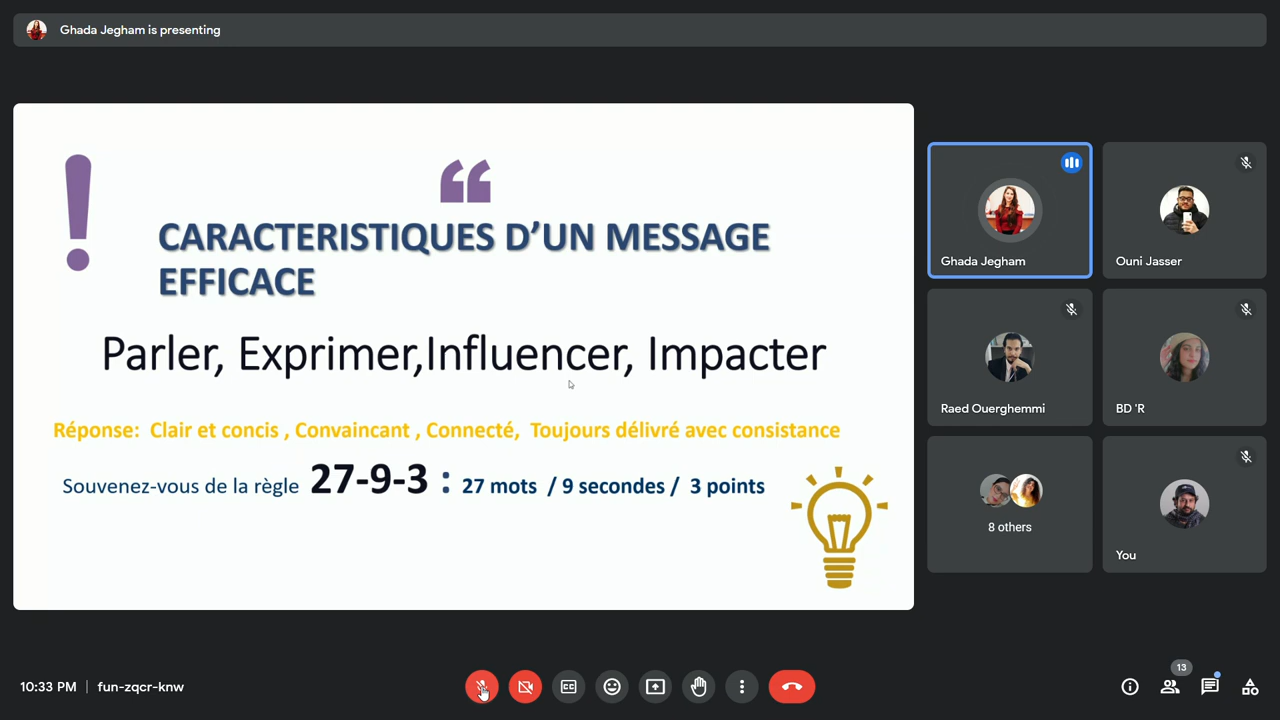 Ghada Jegham is presenting
CARACTERISTIQUES D’UN MESSAGE
EFFICACE
Parler, Exprimer,Influencer, Impacter
Réponse: Clair et concis , Convaincant , Connecté, Toujours délivré avec consistance
Souvenez-vous de la règle 27-9-3 : 27 mots / 9 secondes / 3 points
Ghada Jegham
Ouni Jasser
Raed Ouerghemmi
BD 'R
8 others
You
10:33 PM | fun-zqcr-knw
13